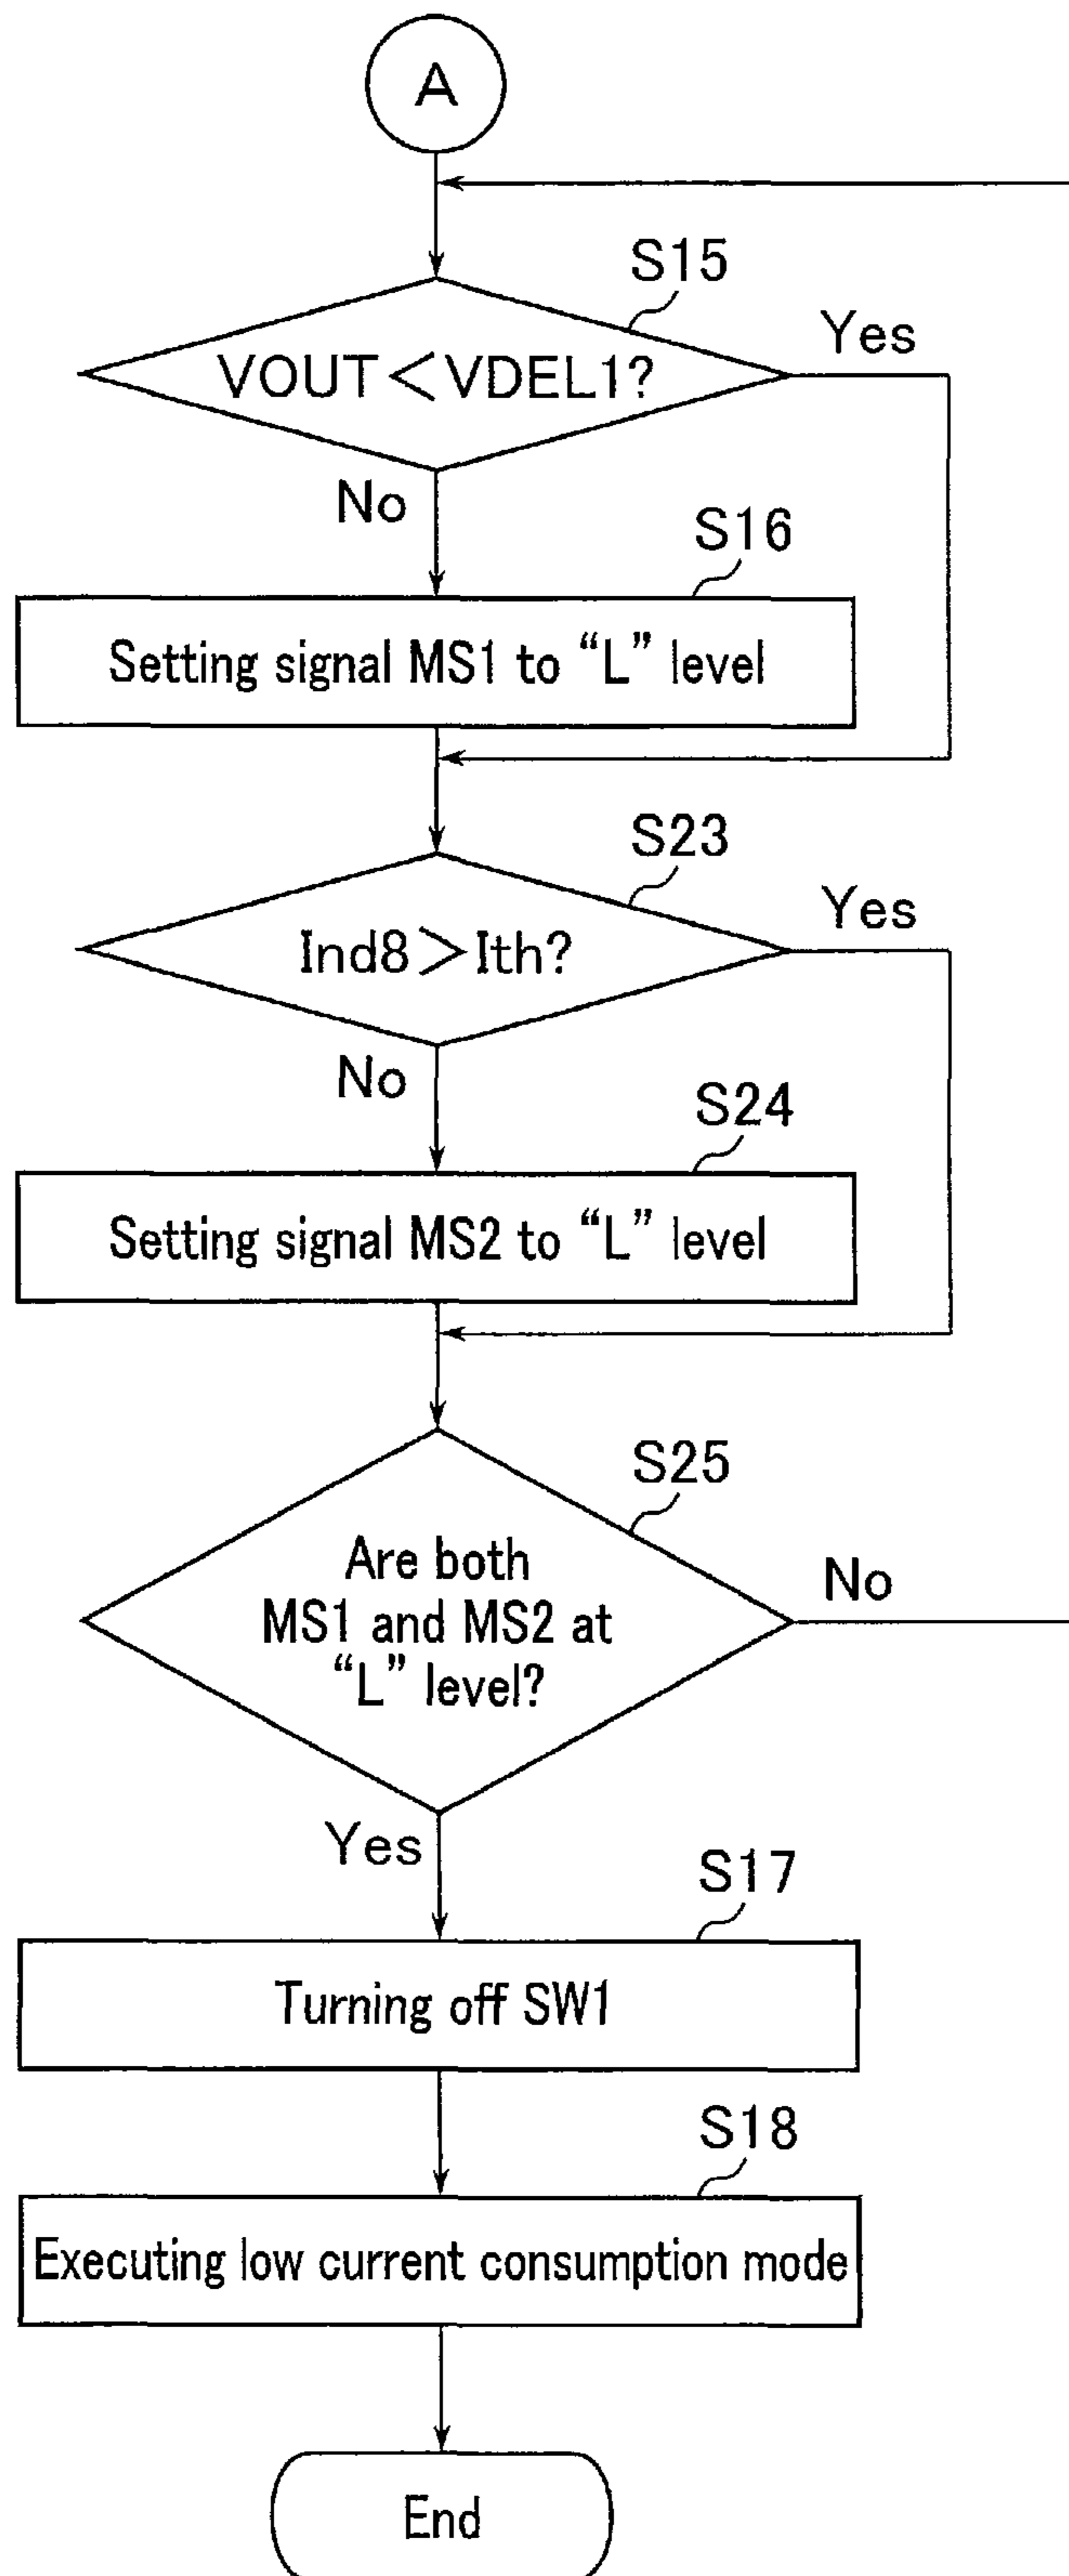 A
S15
VOUT<VDEL1?
Yes
No
S16
Setting signal MS1 to “L” level
S23
Ind8>Ith?
Yes
No
S24
Setting signal MS2 to “L” level
S25
Are both
MS1 and MS2 at
“L” level?
No
Yes
S17
Turning off SW1
S18
Executing low current consumption mode
End